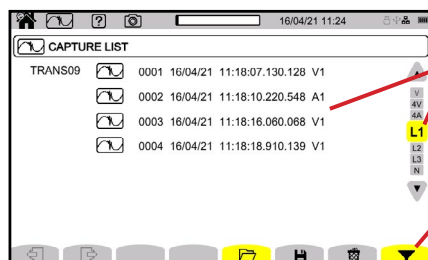 ? 16/04/21 11:24
CAPTURE LIST
TRANS09 0001 16/04/21 11:18:07.130.128 V1
0002 16/04/21 11:18:10.220.548 A1
0003 16/04/21 11:18:16.060.068 V1
0004 16/04/21 11:18:18.910.139 V1
V
4V
4A
L1
L2
L3
N